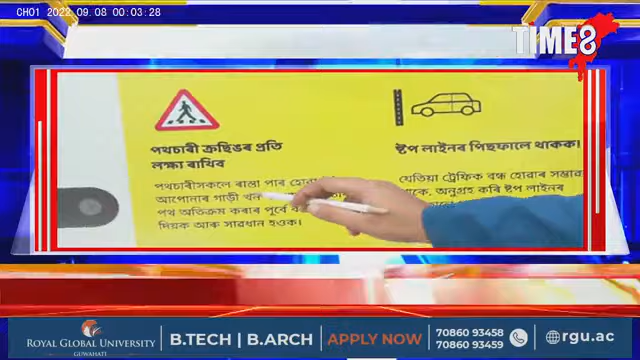 CH01 2022.09.08 00:03:28
TIME8
পথচাৰী ক্ৰছিঙৰ প্ৰতি
লক্ষ্য ৰাখিব
পথচাৰীসকলে ৰাস্তা পাৰ
আপোনাৰ গাড়ী
পথ অতিক্ৰম কৰাৰ পূৰ্বে
দিয়ক আৰু সাৱধান হওক।
ষ্টপ লাইনৰ পিছফালে থাকক।
যেতিয়া ট্ৰেফিক বন্ধ হোৱাৰ
থাকে, অনুগ্ৰহ কৰি ষ্টপ লাইনৰ
ROYAL GLOBAL UNIVERSITY
GUWAHATI
B.TECH | B.ARCH
APPLY NOW
70860 93458
70860 93459
rgu.ac